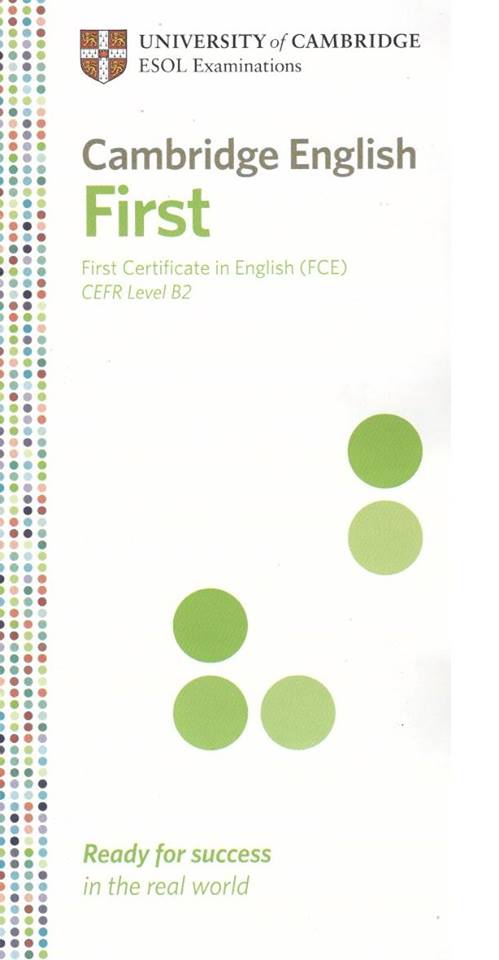 UNIVERSITY of CAMBRIDGE
ESOL Examinations
Cambridge English
First
First Certificate in English (FCE)
CEFR Level B2
Ready for success
in the real world